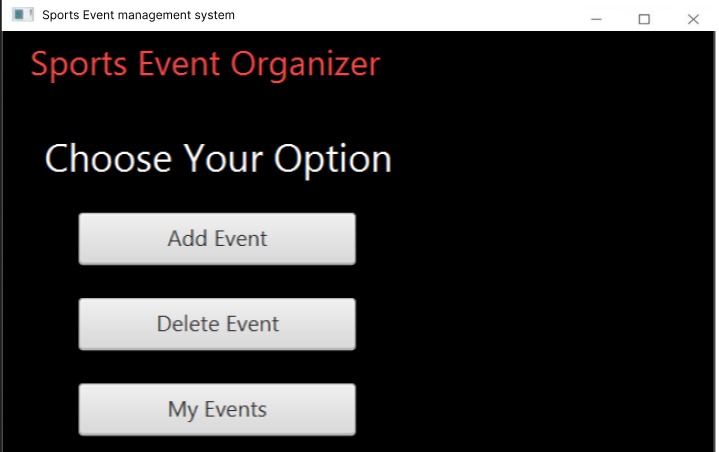 Sports Event management system
Sports Event Organizer
Choose Your Option
Add Event
Delete Event
My Events